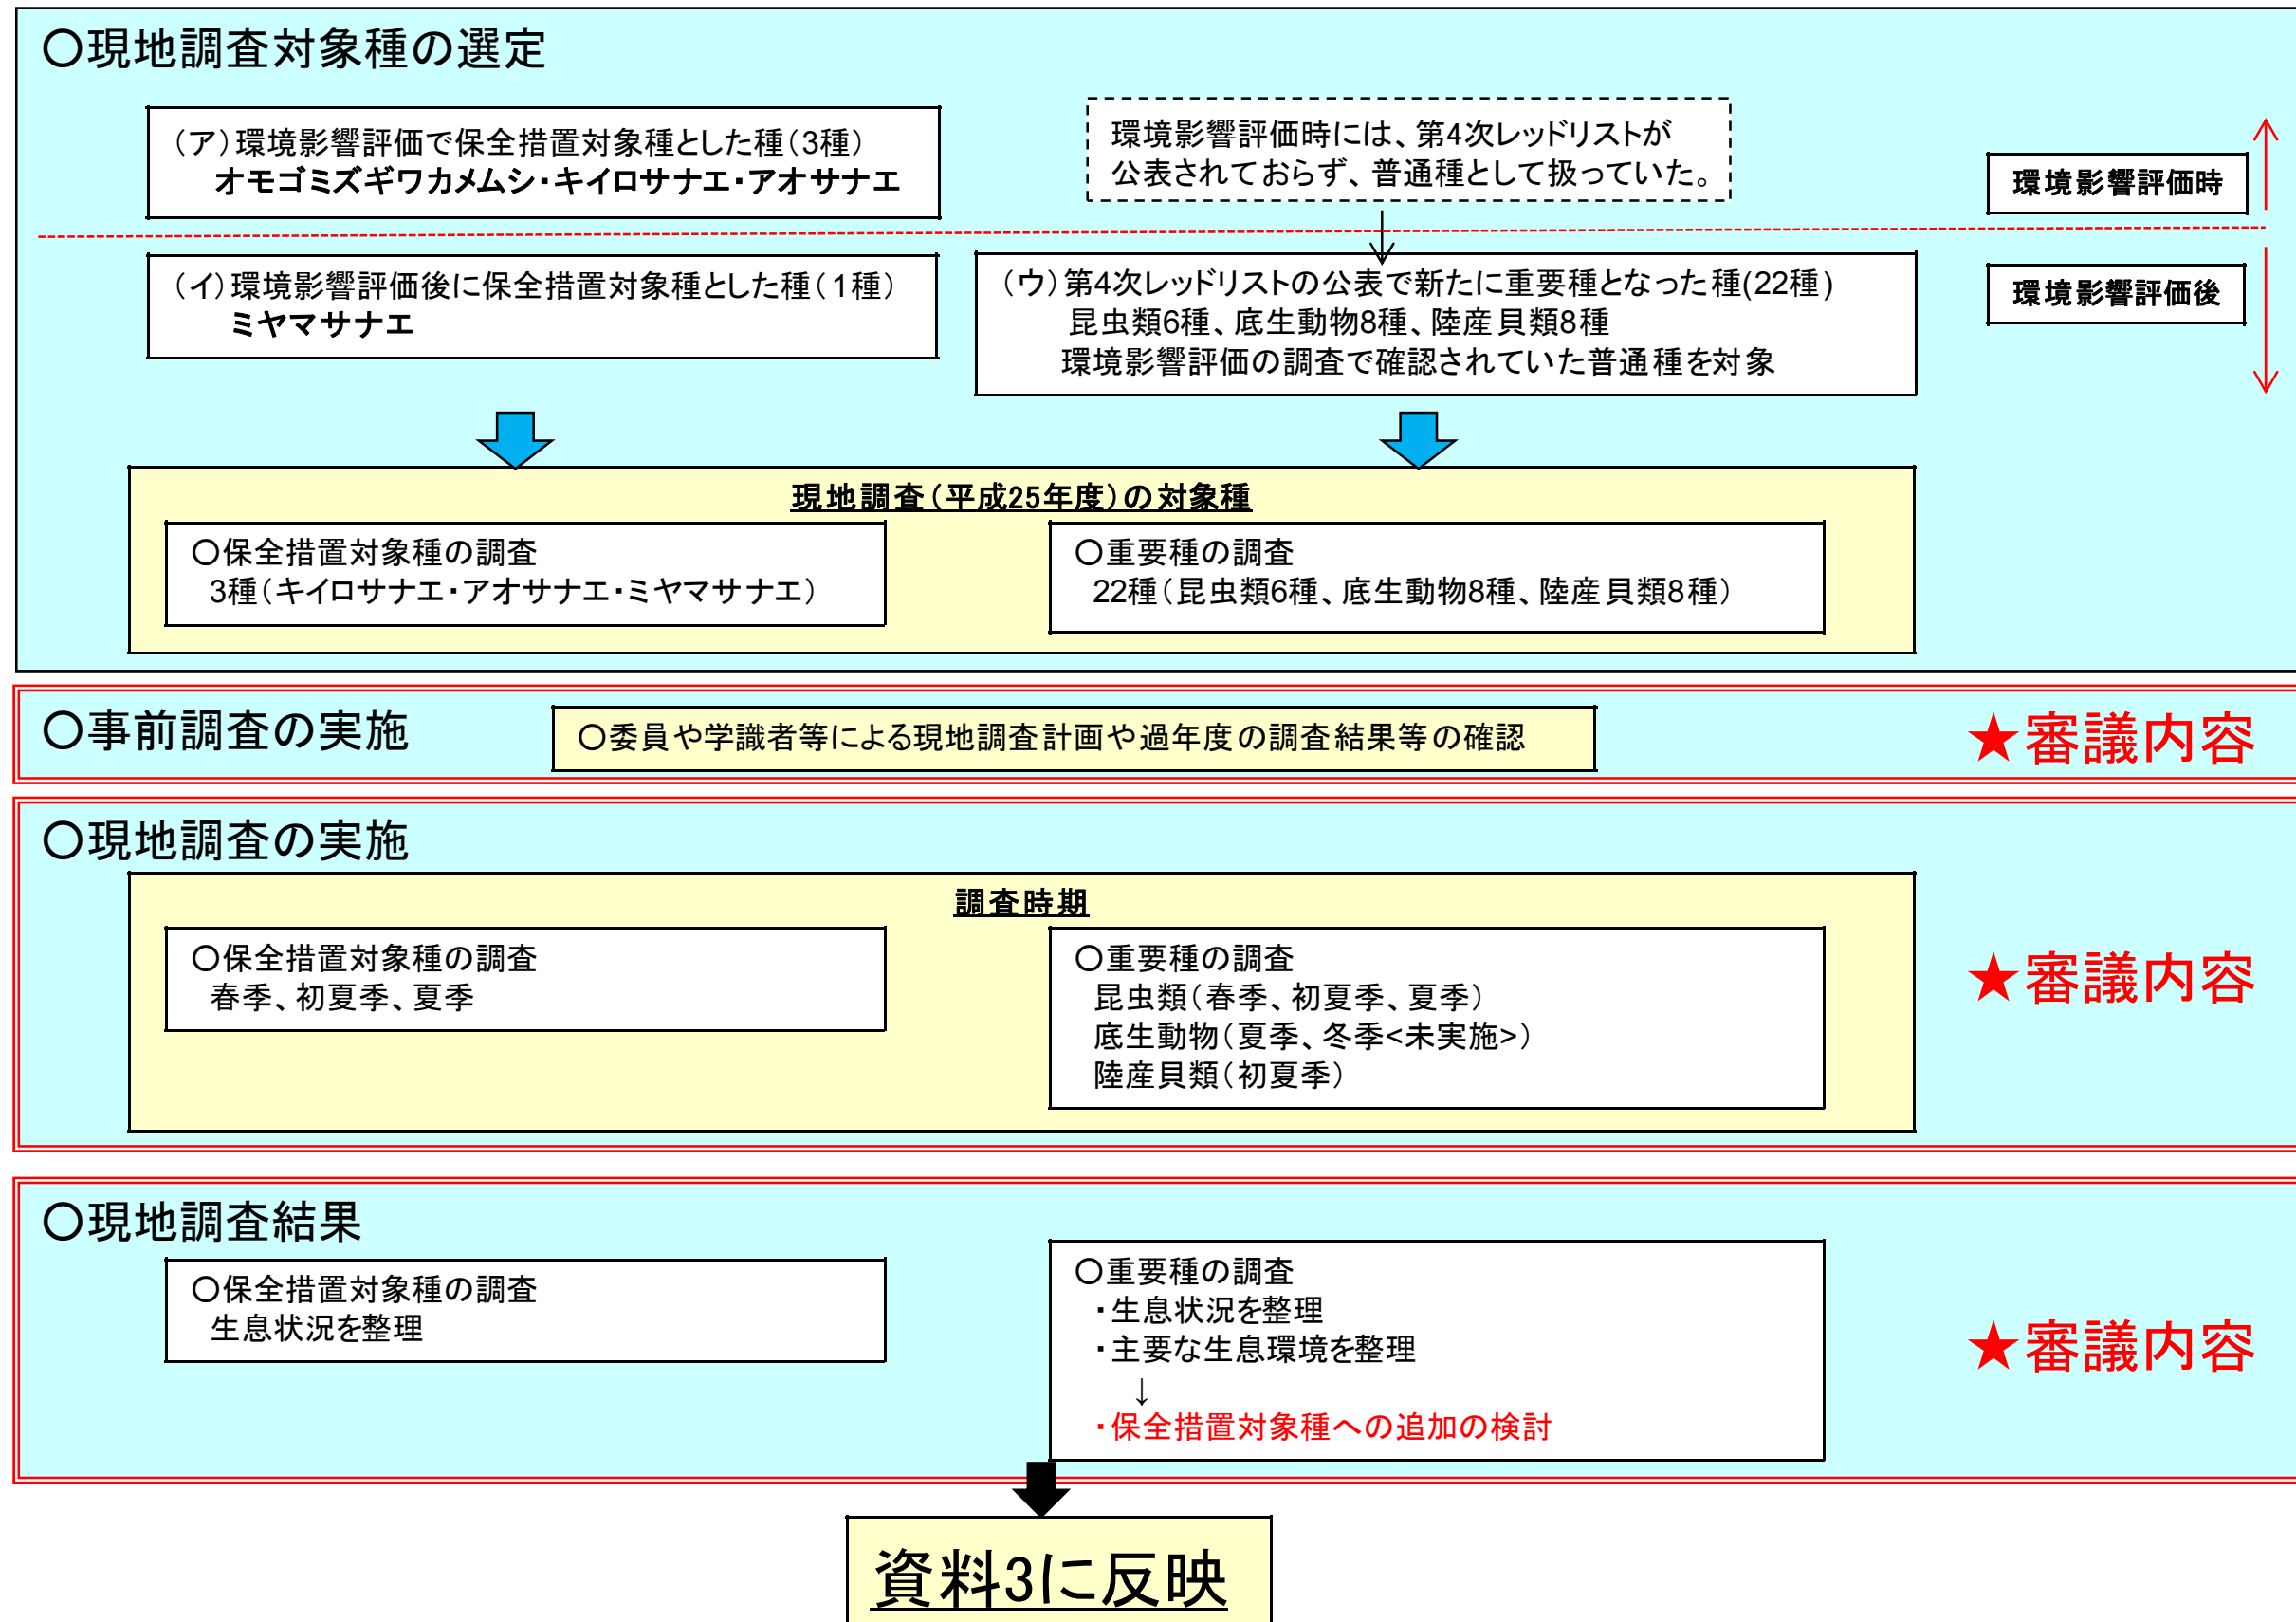 〇現地調査対象種の選定
（ア）環境影響評価で保全措置対象種とした種（3種）
オモゴミズギワカメムシ・キイロサナエ・アオサナエ
環境影響評価時には、第4次レッドリストが
公表されておらず、普通種として扱っていた。
環境影響評価時
（イ）環境影響評価後に保全措置対象種とした種（1種）
ミヤマサナエ
（ウ）第4次レッドリストの公表で新たに重要種となった種(22種)
昆虫類6種、底生動物8種、陸産貝類8種
環境影響評価の調査で確認されていた普通種を対象
環境影響評価後
現地調査（平成25年度）の対象種
〇保全措置対象種の調査
3種（キイロサナエ・アオサナエ・ミヤマサナエ）
〇重要種の調査
22種（昆虫類6種、底生動物8種、陸産貝類8種）
〇事前調査の実施
〇委員や学識者等による現地調査計画や過年度の調査結果等の確認
★審議内容
〇現地調査の実施
調査時期
〇保全措置対象種の調査
春季、初夏季、夏季
〇重要種の調査
昆虫類（春季、初夏季、夏季）
底生動物（夏季、冬季<未実施>）
陸産貝類（初夏季）
★審議内容
〇現地調査結果
〇保全措置対象種の調査
生息状況を整理
〇重要種の調査
・生息状況を整理
・主要な生息環境を整理
↓
・保全措置対象種への追加の検討
★審議内容
資料3に反映